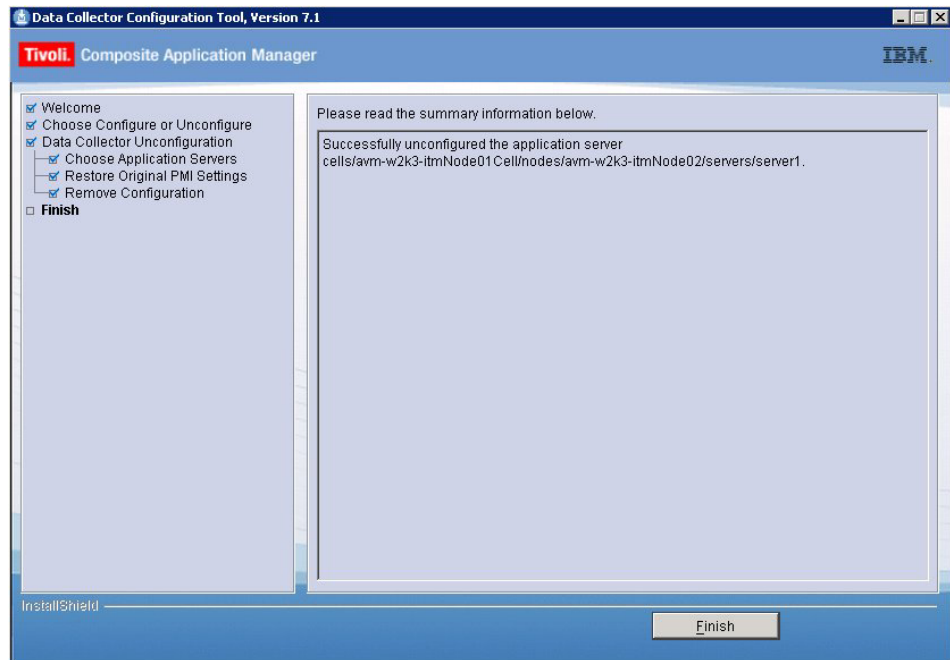 Data Collector Configuration Tool, Version 7.1
Tivoli. Composite Application Manager
IBM.
Welcome
Choose Configure or Unconfigure
Data Collector Unconfiguration
Choose Application Servers
Restore Original PMI Settings
Remove Configuration
Finish
Please read the summary information below.
Successfully unconfigured the application server
cells/avm-w2k3-itmNode01Cell/nodes/avm-w2k3-itmNode02/servers/server1.
InstallShield
Finish